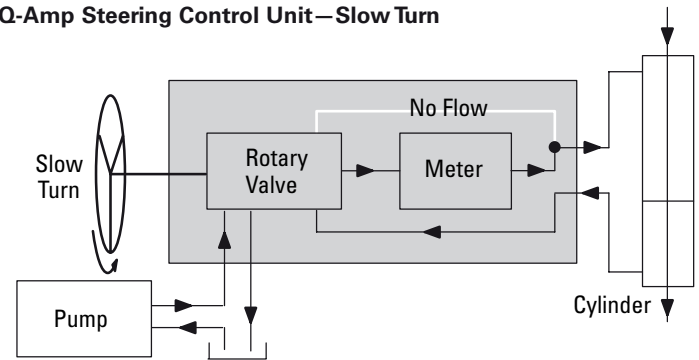 Q-Amp Steering Control Unit—Slow Turn
No Flow
Slow
Turn
Rotary
Valve
Meter
Pump
Cylinder